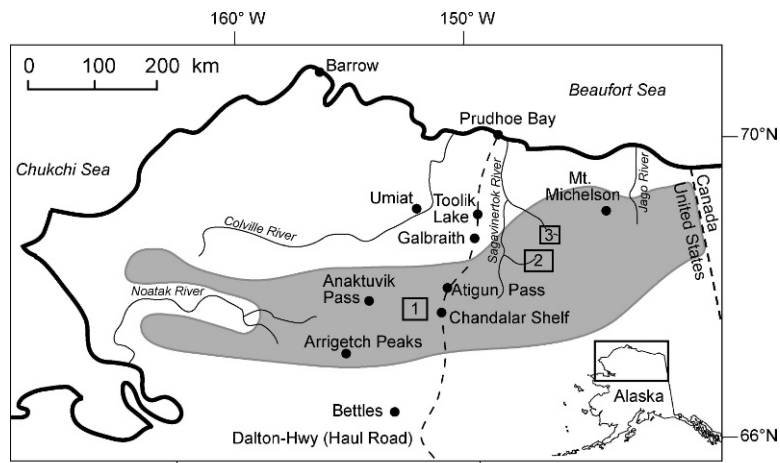 160° W
150° W
0 100 200 km
Barrow
Beaufort Sea
Prudhoe Bay
70°N
Chukchi Sea
Mt.
Michelson
Jago River
Canada
United States
Umiat
Toolik
Lake
Sagavinertok River
Colville River
Galbraith
3
2
Noatak River
Anaktuvik
Pass
1
Atigun Pass
Chandalar Shelf
Arrigetch Peaks
Alaska
Bettles
Dalton-Hwy (Haul Road)
66°N